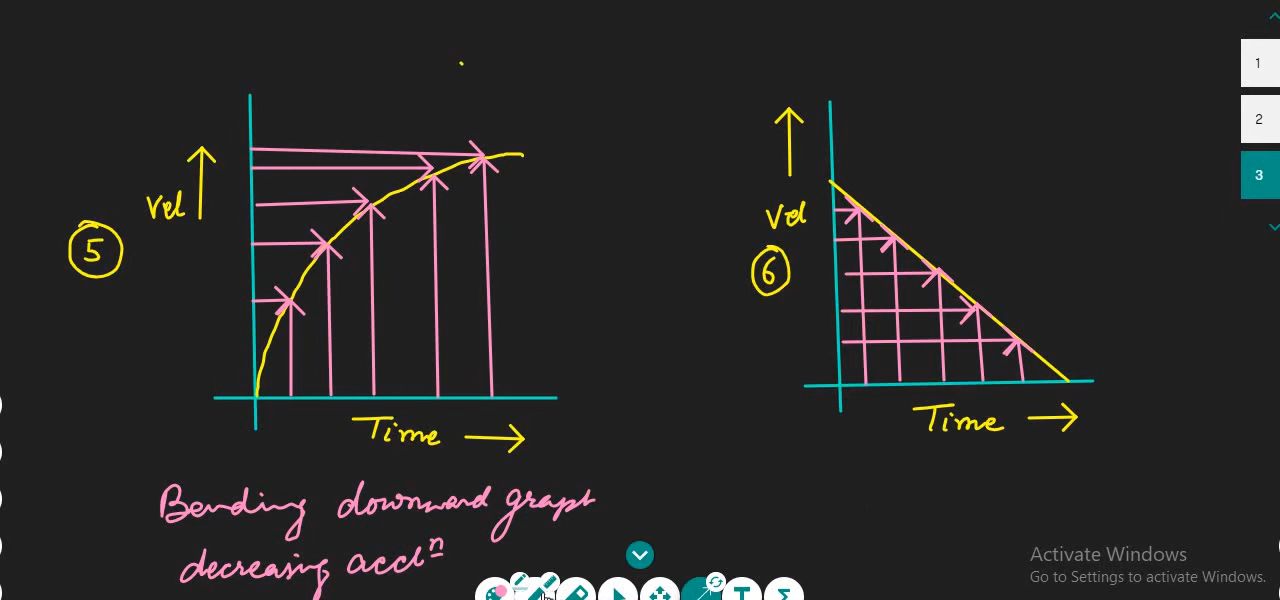 1
2
3
Vel
5
Time
Bending downward graph
decreasing accl n
Vel
6
Time
Activate Windows
Go to Settings to activate Windows.
T
Σ